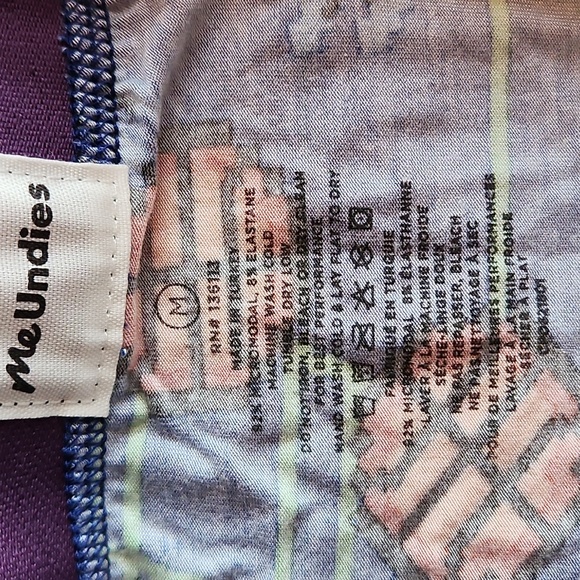 MeUndies
M
RN# 136113
MADE IN TURKEY
92% MICROMODAL, 8% ELASTANE
MACHINE WASH COLD
TUMBLE DRY LOW
DO NOT IRON, BLEACH OR DRY CLEAN
FOR BEST PERFORMANCE
HAND WASH COLD & LAY FLAT TO DRY
FABRIQUÉ EN TURQUIE
92% MICROMODAL 8% ÉLASTHANNE
LAVER À LA MACHINE FROIDE
SÈCHE-LINGE DOUX
NE PAS REPASSER, BLEACH
NE PAS NETTOYAGE À SEC
POUR DE MEILLEURES PERFORMANCES
LAVAGE À LA MAIN FROIDE
SÉCHER À PLAT